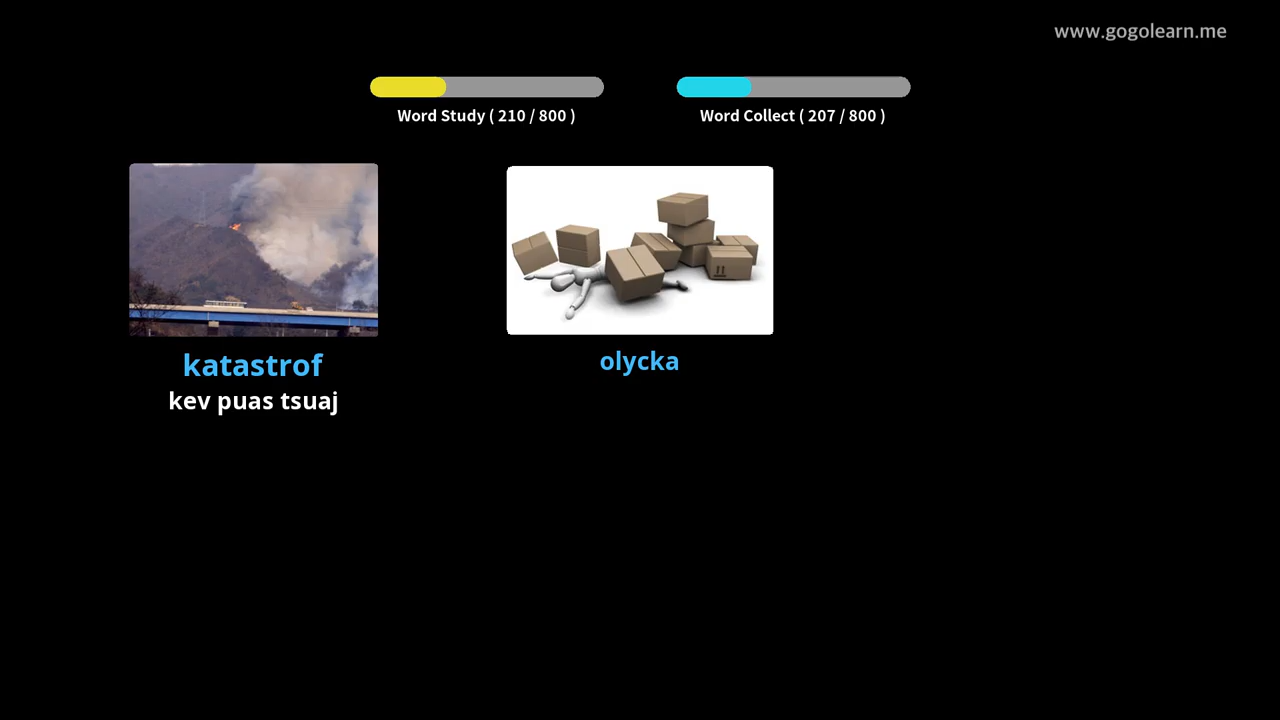 www.gogolearn.me
Word Study ( 210 / 800 )
Word Collect ( 207 / 800 )
katastrof
kev puas tsuaj
olycka